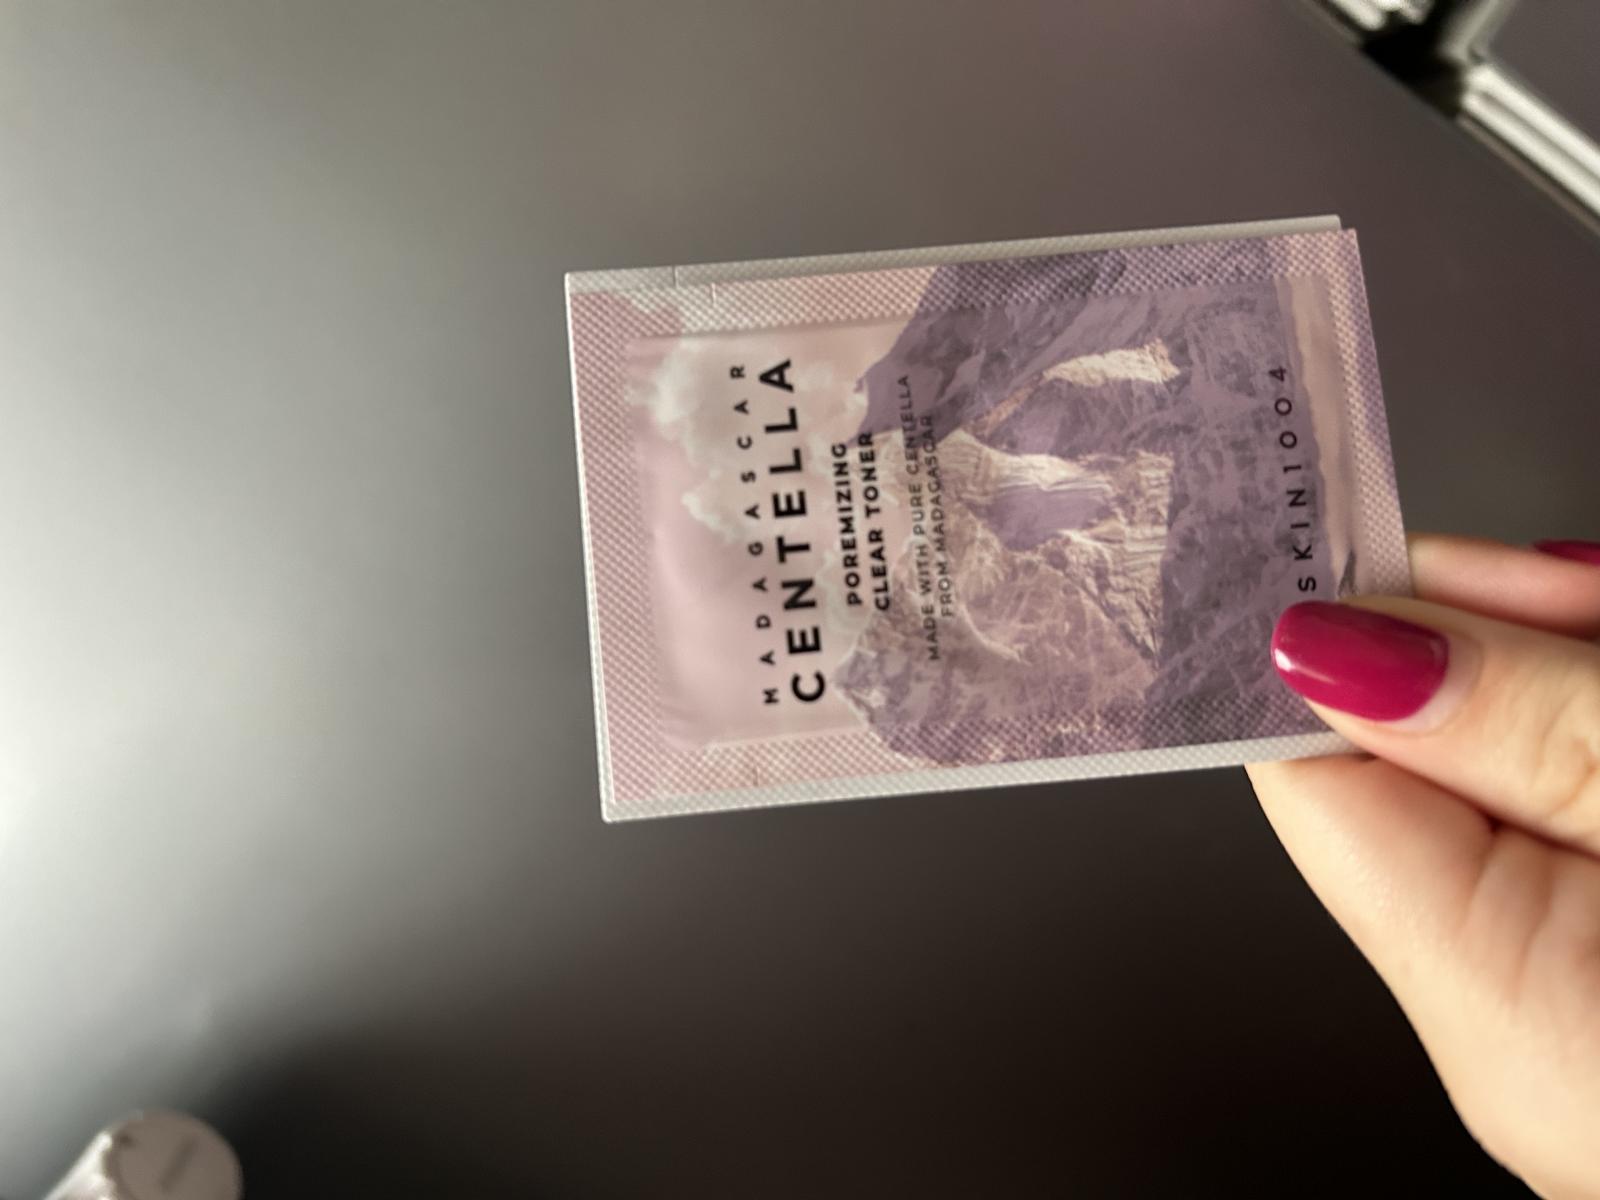 MADAGASCAR
CENTELLA
POREMIZING
CLEAR TONER
MADE WITH PURE CENTELLA
FROM MADAGASCAR
SKIN1004